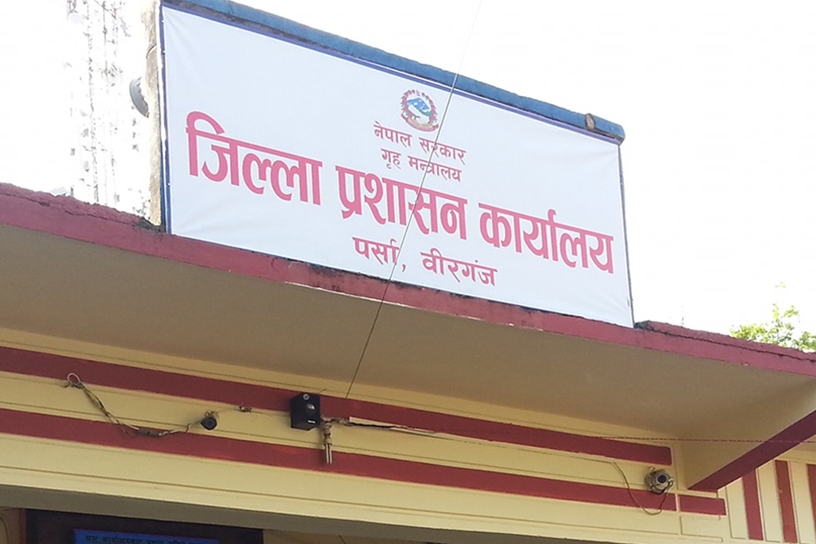 नेपाल सरकार
गृह मन्त्रालय
जिल्ला प्रशासन कार्यालय
पर्सा, वीरगंज